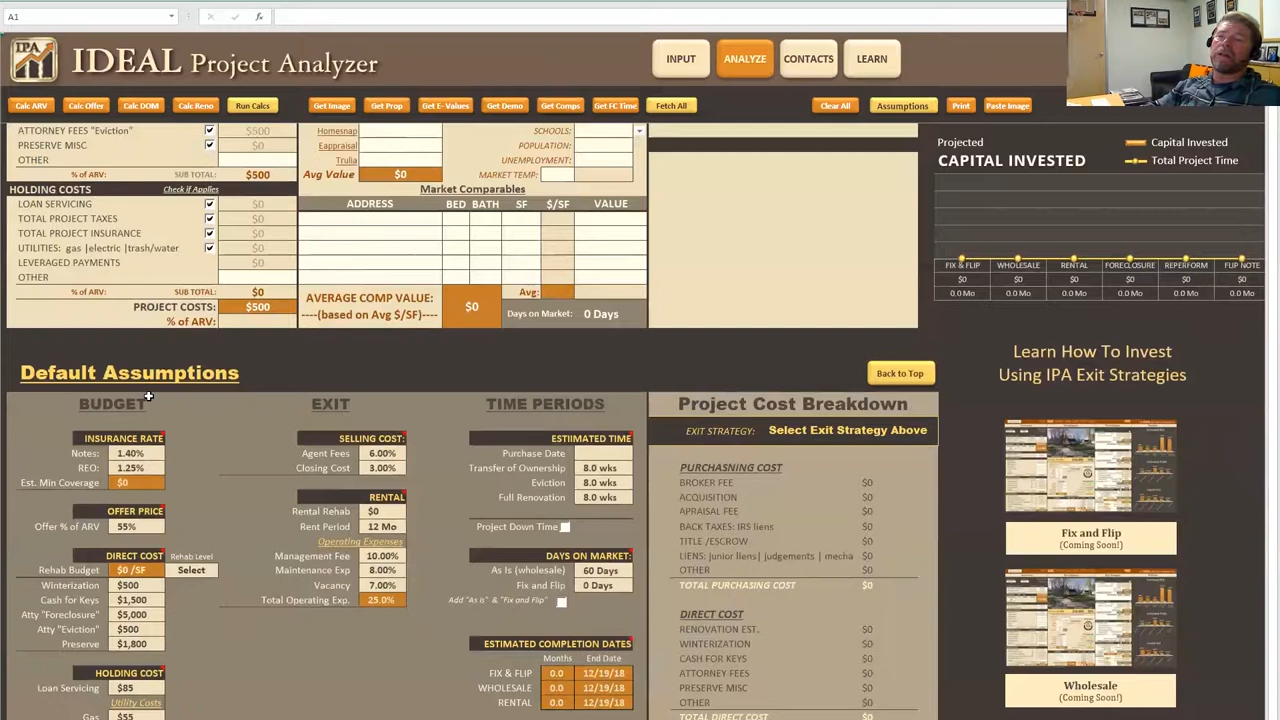 A1
fx
IPA
IDEAL Project Analyzer
INPUT
ANALYZE
CONTACTS
LEARN
Calc ARV
Calc Offer
Calc DOM
Calc Reno
Run Calcs
Get Image
Get Prop
Get E- Values
Get Demo
Get Comps
Get FC Time
Fetch All
Clear All
Assumptions
Print
Paste Image
ATTORNEY FEES "Eviction" $500
PRESERVE MISC $0
OTHER
% of ARV: SUB TOTAL: $500
HOLDING COSTS Check if Applies
LOAN SERVICING $0
TOTAL PROJECT TAXES $0
TOTAL PROJECT INSURANCE $0
UTILITIES: gas |electric |trash/water $0
LEVERAGED PAYMENTS $0
OTHER
% of ARV: SUB TOTAL: $0
PROJECT COSTS: $500
% of ARV:
Homesnap
Eappraisal
Trulia
Avg Value $0
SCHOOLS:
POPULATION:
UNEMPLOYMENT:
MARKET TEMP:
Market Comparables
ADDRESS BED BATH SF $/SF VALUE
Avg:
AVERAGE COMP VALUE:
----(based on Avg $/SF)----
$0
Days on Market: 0 Days
Projected
CAPITAL INVESTED
Capital Invested
Total Project Time
FIX & FLIP WHOLESALE RENTAL FORECLOSURE REPERFORM FLIP NOTE
$0 $0 $0 $0 $0 $0
0.0 Mo 0.0 Mo 0.0 Mo 0.0 Mo 0.0 Mo 0.0 Mo
Default Assumptions
Back to Top
BUDGET
INSURANCE RATE
Notes: 1.40%
REO: 1.25%
Est. Min Coverage $0
OFFER PRICE
Offer % of ARV 55%
DIRECT COST Rehab Level
Rehab Budget $0 /SF Select
Winterization $500
Cash for Keys $1,500
Atty "Foreclosure" $5,000
Atty "Eviction" $500
Preserve $1,800
HOLDING COST
Loan Servicing $85
Utility Costs
Gas $55
EXIT
SELLING COST:
Agent Fees 6.00%
Closing Cost 3.00%
RENTAL
Rental Rehab $0
Rent Period 12 Mo
Operating Expenses
Management Fee 10.00%
Maintenance Exp 8.00%
Vacancy 7.00%
Total Operating Exp. 25.0%
TIME PERIODS
ESTIIMATED TIME
Purchase Date
Transfer of Ownership 8.0 wks
Eviction 8.0 wks
Full Renovation 8.0 wks
Project Down Time
DAYS ON MARKET:
As Is (wholesale) 60 Days
Fix and Flip 0 Days
Add "As is" & "Fix and Flip"
ESTIMATED COMPLETION DATES
Months End Date
FIX & FLIP 0.0 12/19/18
WHOLESALE 0.0 12/19/18
RENTAL 0.0 12/19/18
Project Cost Breakdown
EXIT STRATEGY: Select Exit Strategy Above
PURCHASNING COST
BROKER FEE $0
ACQUISITION $0
APRAISAL FEE $0
BACK TAXES: IRS liens $0
TITLE /ESCROW $0
LIENS: junior liens| judgements | mecha $0
OTHER $0
TOTAL PURCHASING COST $0
DIRECT COST
RENOVATION EST. $0
WINTERIZATION $0
CASH FOR KEYS $0
ATTORNEY FEES $0
PRESERVE MISC $0
OTHER $0
TOTAL DIRECT COST $0
Learn How To Invest
Using IPA Exit Strategies
Fix and Flip
(Coming Soon!)
Wholesale
(Coming Soon!)